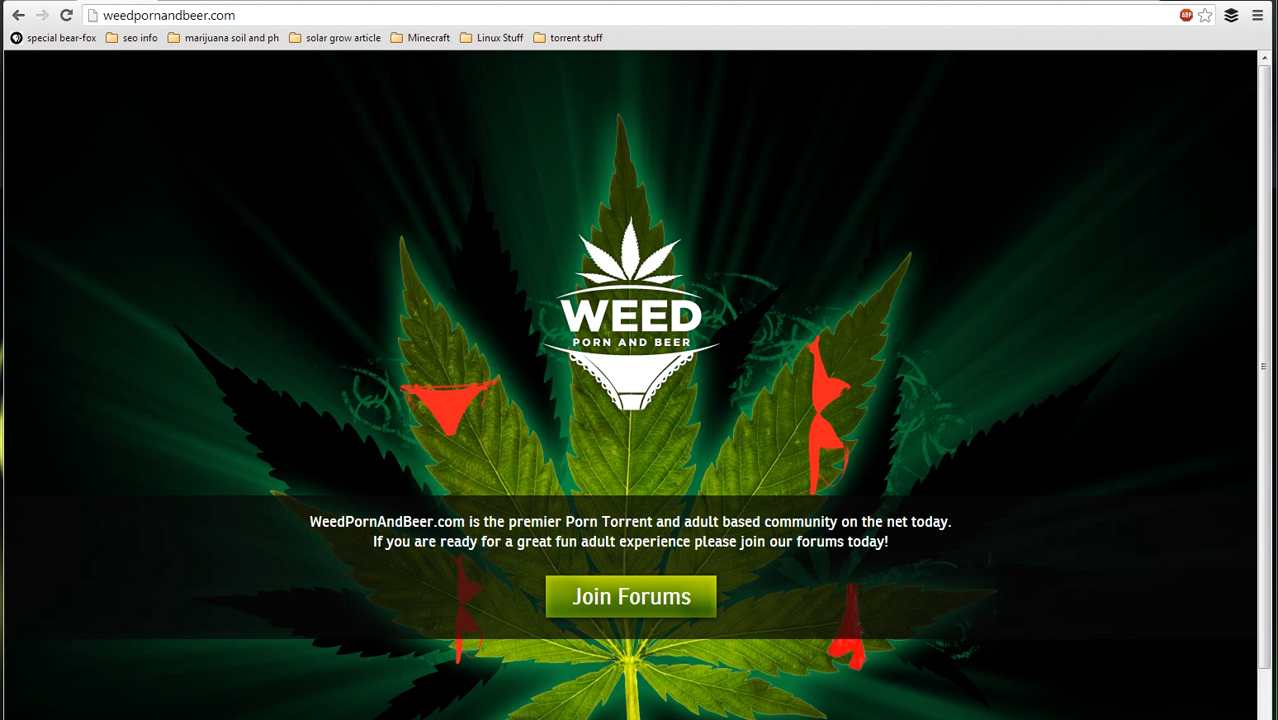 weedpornandbeer.com
ABP
special bear-fox
seo info
marijuana soil and ph
solar grow article
Minecraft
Linux Stuff
torrent stuff
WEED
PORN AND BEER
WeedPornAndBeer.com is the premier Porn Torrent and adult based community on the net today.
If you are ready for a great fun adult experience please join our forums today!
Join Forums